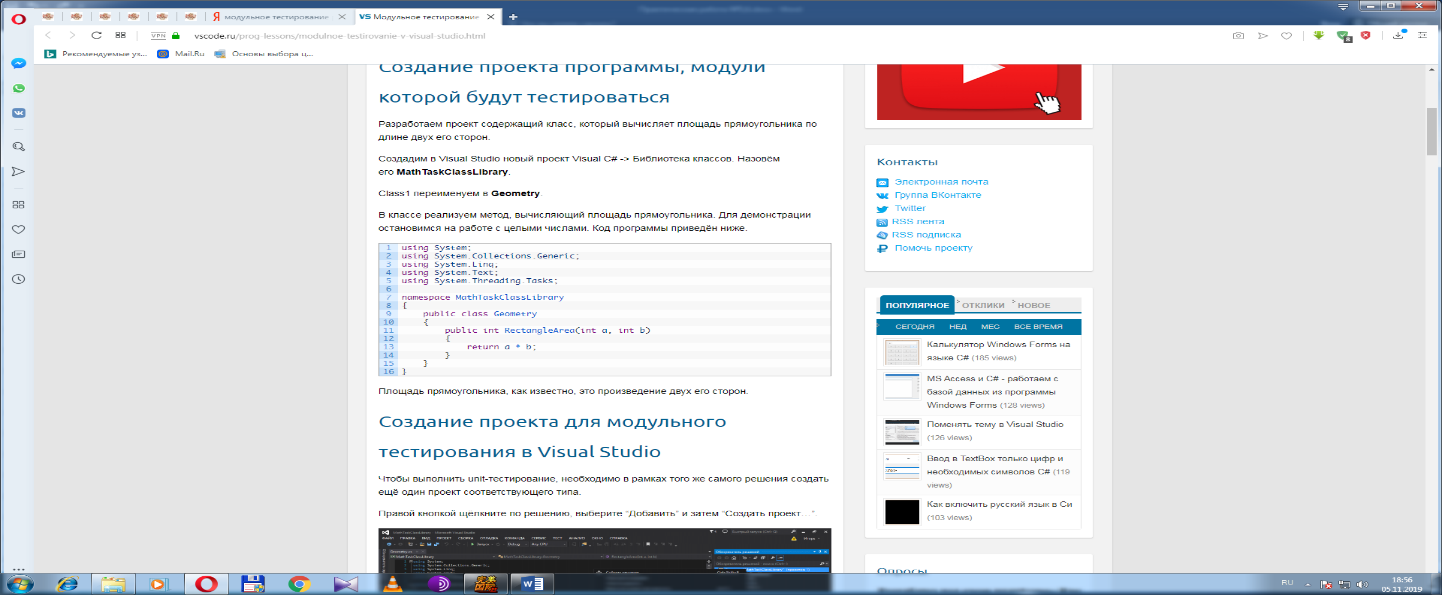 модульное тестирование
VS Модульное тестирование
VPN
vscode.ru/prog-lessons/modulnoe-testirovanie-v-visual-studio.html
8
Рекомендуемые уз...
Mail.Ru
Основы выбора ц...
Создание проекта программы, модули
которой будут тестироваться
Разработаем проект содержащий класс, который вычисляет площадь прямоугольника по
длине двух его сторон.
Создадим в Visual Studio новый проект Visual C# -> Библиотека классов. Назовём
его MathTaskClassLibrary.
Class1 переименуем в Geometry.
В классе реализуем метод, вычисляющий площадь прямоугольника. Для демонстрации
остановимся на работе с целыми числами. Код программы приведён ниже.
1 using System;
2 using System.Collections.Generic;
3 using System.Linq;
4 using System.Text;
5 using System.Threading.Tasks;
6
7 namespace MathTaskClassLibrary
8 {
9 public class Geometry
10 {
11 public int RectangleArea(int a, int b)
12 {
13 return a * b;
14 }
15 }
16 }
Площадь прямоугольника, как известно, это произведение двух его сторон.
Создание проекта для модульного
тестирования в Visual Studio
Чтобы выполнить unit-тестирование, необходимо в рамках того же самого решения создать
ещё один проект соответствующего типа.
Правой кнопкой щёлкните по решению, выберите "Добавить" и затем "Создать проект…"
Контакты
Электронная почта
Группа ВКонтакте
Twitter
RSS лента
RSS подписка
Помочь проекту
ПОПУЛЯРНОЕ > ОТКЛИКИ > НОВОЕ
СЕГОДНЯ НЕД МЕС ВСЕ ВРЕМЯ
Калькулятор Windows Forms на
языке C# (185 views)
MS Access и C# - работаем с
базой данных из программы
Windows Forms (128 views)
Поменять тему в Visual Studio
(126 views)
Ввод в TextBox только цифр и
необходимых символов C# (119
views)
Как включить русский язык в Си
(103 views)
Опросы
RU
18:56
05.11.2019